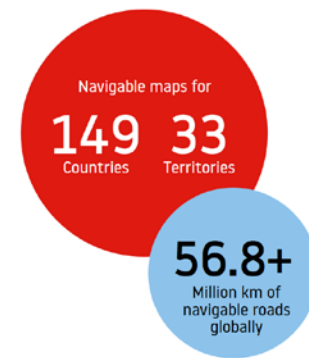 Navigable maps for
149 33
Countries Territories
56.8+
Million km of
navigable roads
globally